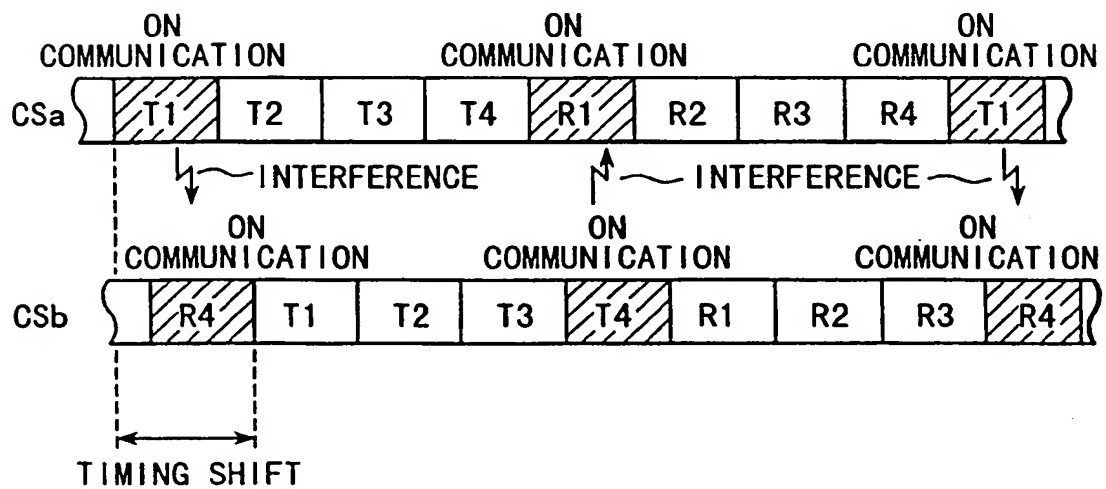 ON COMMUNICATION
ON COMMUNICATION
ON COMMUNICATION
CSa T1 T2 T3 T4 R1 R2 R3 R4 T1
INTERFERENCE INTERFERENCE
ON COMMUNICATION
ON COMMUNICATION
ON COMMUNICATION
CSb R4 T1 T2 T3 T4 R1 R2 R3 R4
TIMING SHIFT